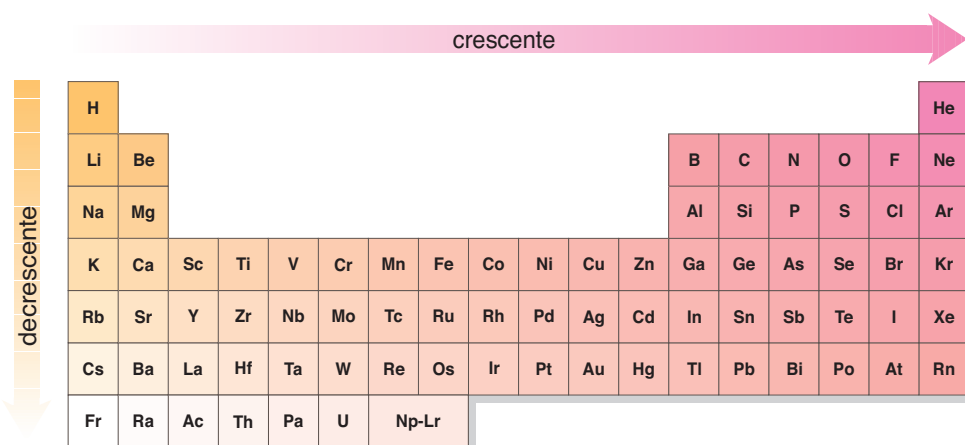 crescente
decrescente
H He
Li Be B C N O F Ne
Na Mg Al Si P S Cl Ar
K Ca Sc Ti V Cr Mn Fe Co Ni Cu Zn Ga Ge As Se Br Kr
Rb Sr Y Zr Nb Mo Tc Ru Rh Pd Ag Cd In Sn Sb Te I Xe
Cs Ba La Hf Ta W Re Os Ir Pt Au Hg Tl Pb Bi Po At Rn
Fr Ra Ac Th Pa U Np-Lr